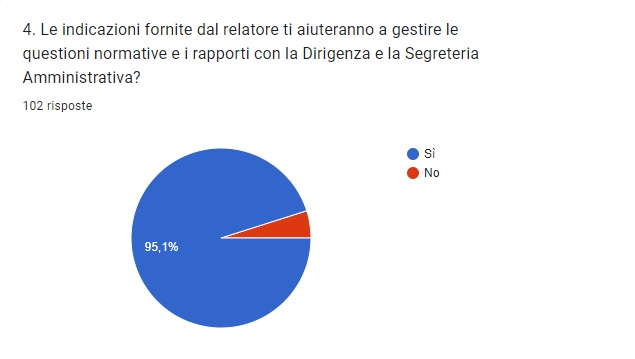 4. Le indicazioni fornite dal relatore ti aiuteranno a gestire le
questioni normative e i rapporti con la Dirigenza e la Segreteria
Amministrativa?
102 risposte
Sì
No
95,1%